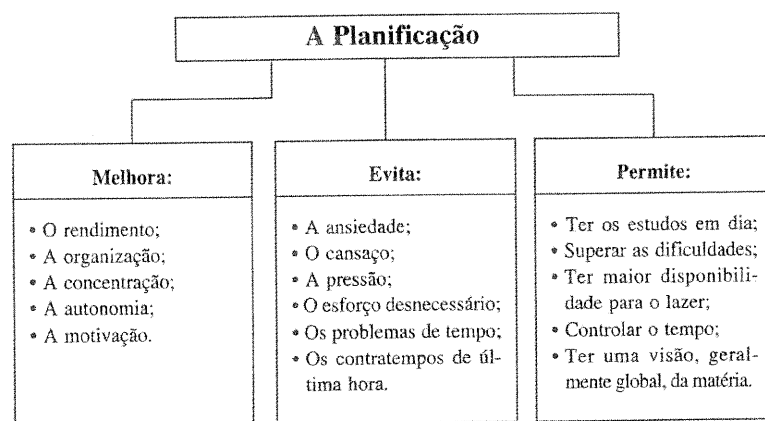 A Planificação
Melhora:
• O rendimento;
• A organização;
• A concentração;
• A autonomia;
• A motivação.
Evita:
• A ansiedade;
• O cansaço;
• A pressão;
• O esforço desnecessário;
• Os problemas de tempo;
• Os contratempos de úl-
tima hora.
Permite:
• Ter os estudos em dia;
• Superar as dificuldades;
• Ter maior disponibili-
dade para o lazer;
• Controlar o tempo;
• Ter uma visão, geral-
mente global, da matéria.